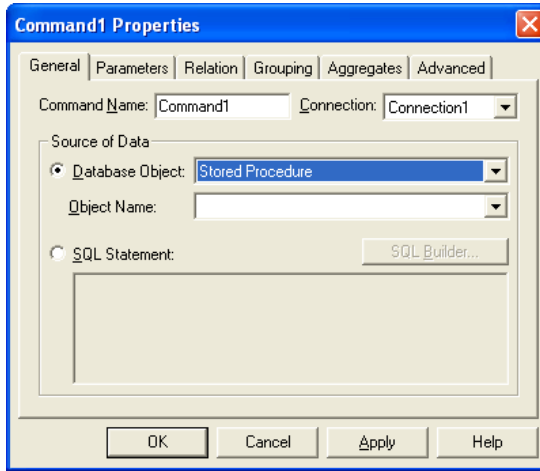 Command1 Properties
General Parameters Relation Grouping Aggregates Advanced
Command Name: Command1 Connection: Connection1
Source of Data
Database Object: Stored Procedure
Object Name:
SQL Statement: SQL Builder...
OK Cancel Apply Help